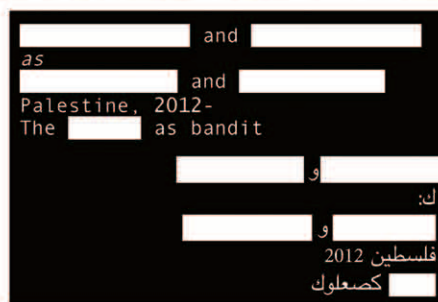 and
as
and
Palestine, 2012-
The as bandit
و
ك:
و
فلسطين 2012
كصعلوك